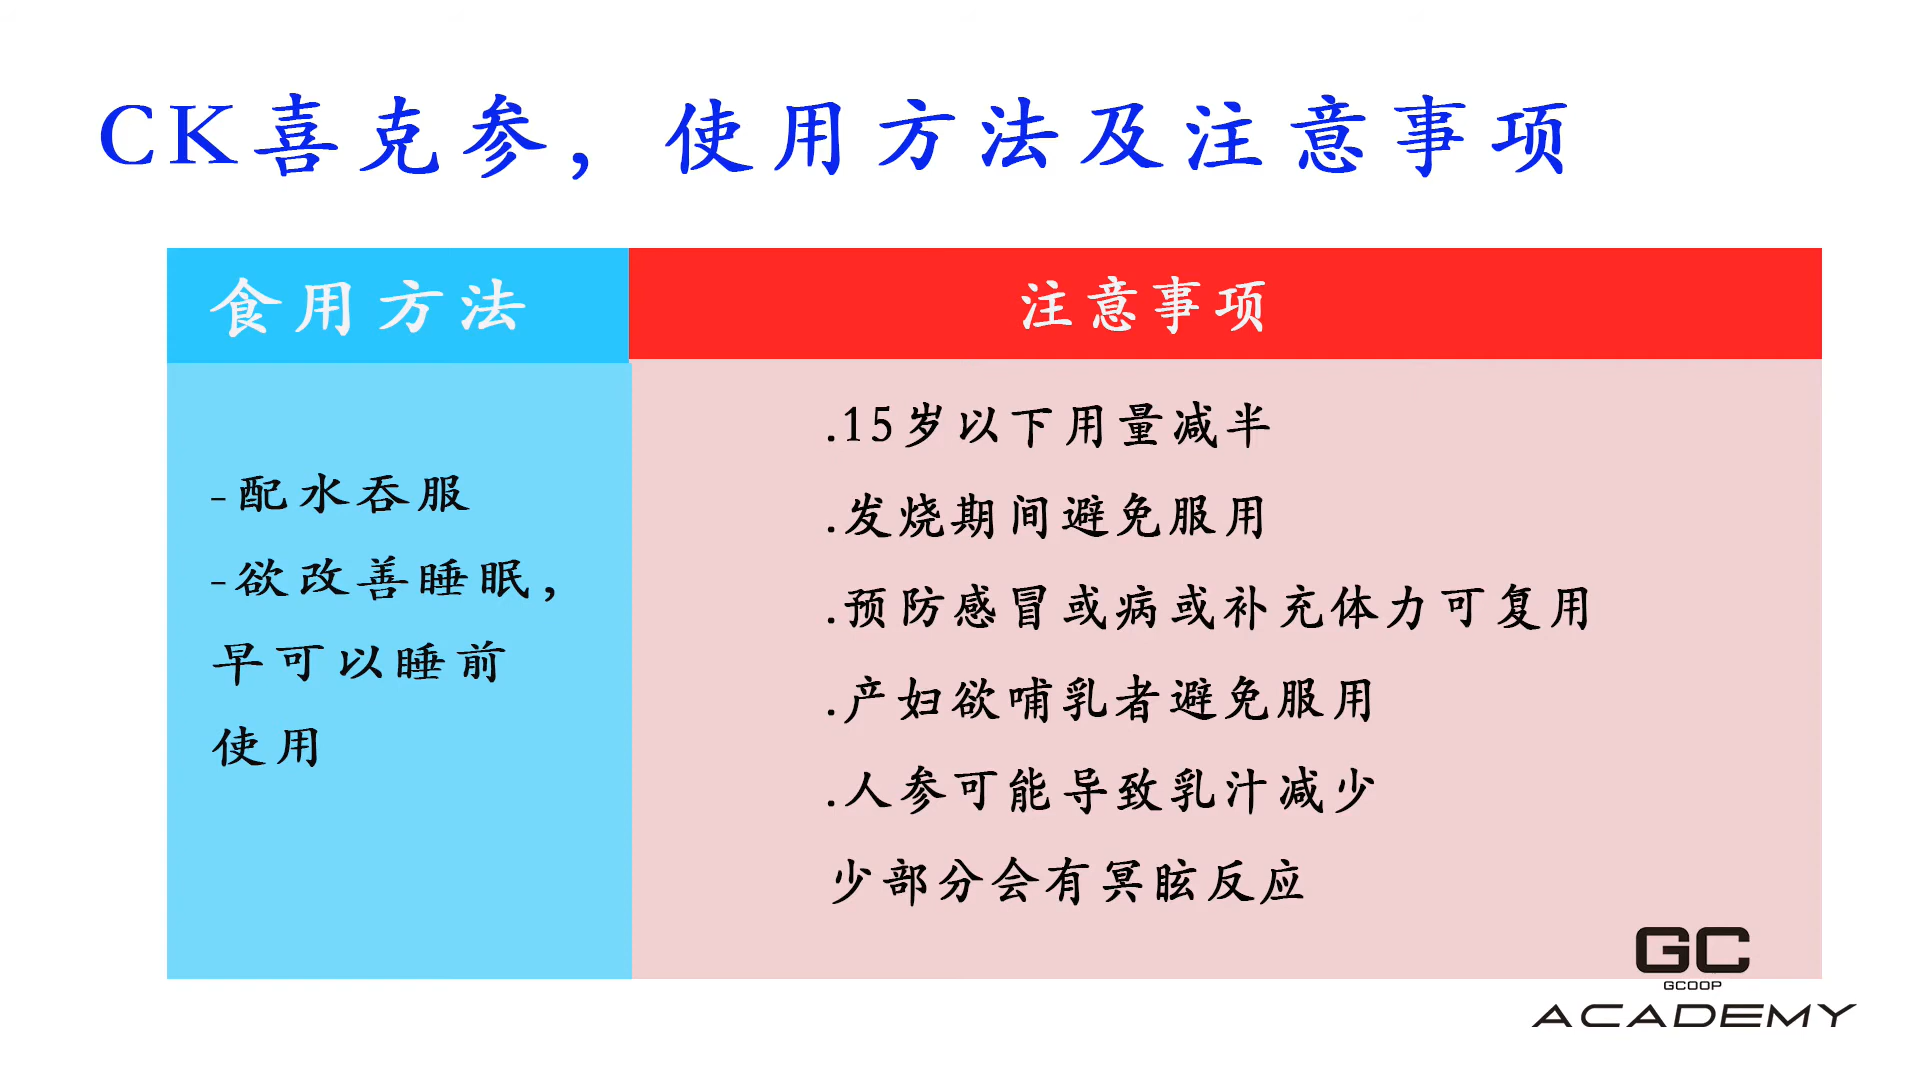 CK喜克参，使用方法及注意事项
食用方法
-配水吞服
-欲改善睡眠，
早可以睡前
使用
注意事项
.15岁以下用量减半
.发烧期间避免服用
.预防感冒或病或补充体力可复用
.产妇欲哺乳者避免服用
.人参可能导致乳汁减少
少部分会有冥眩反应
GC
GCOOP
ACADEMY